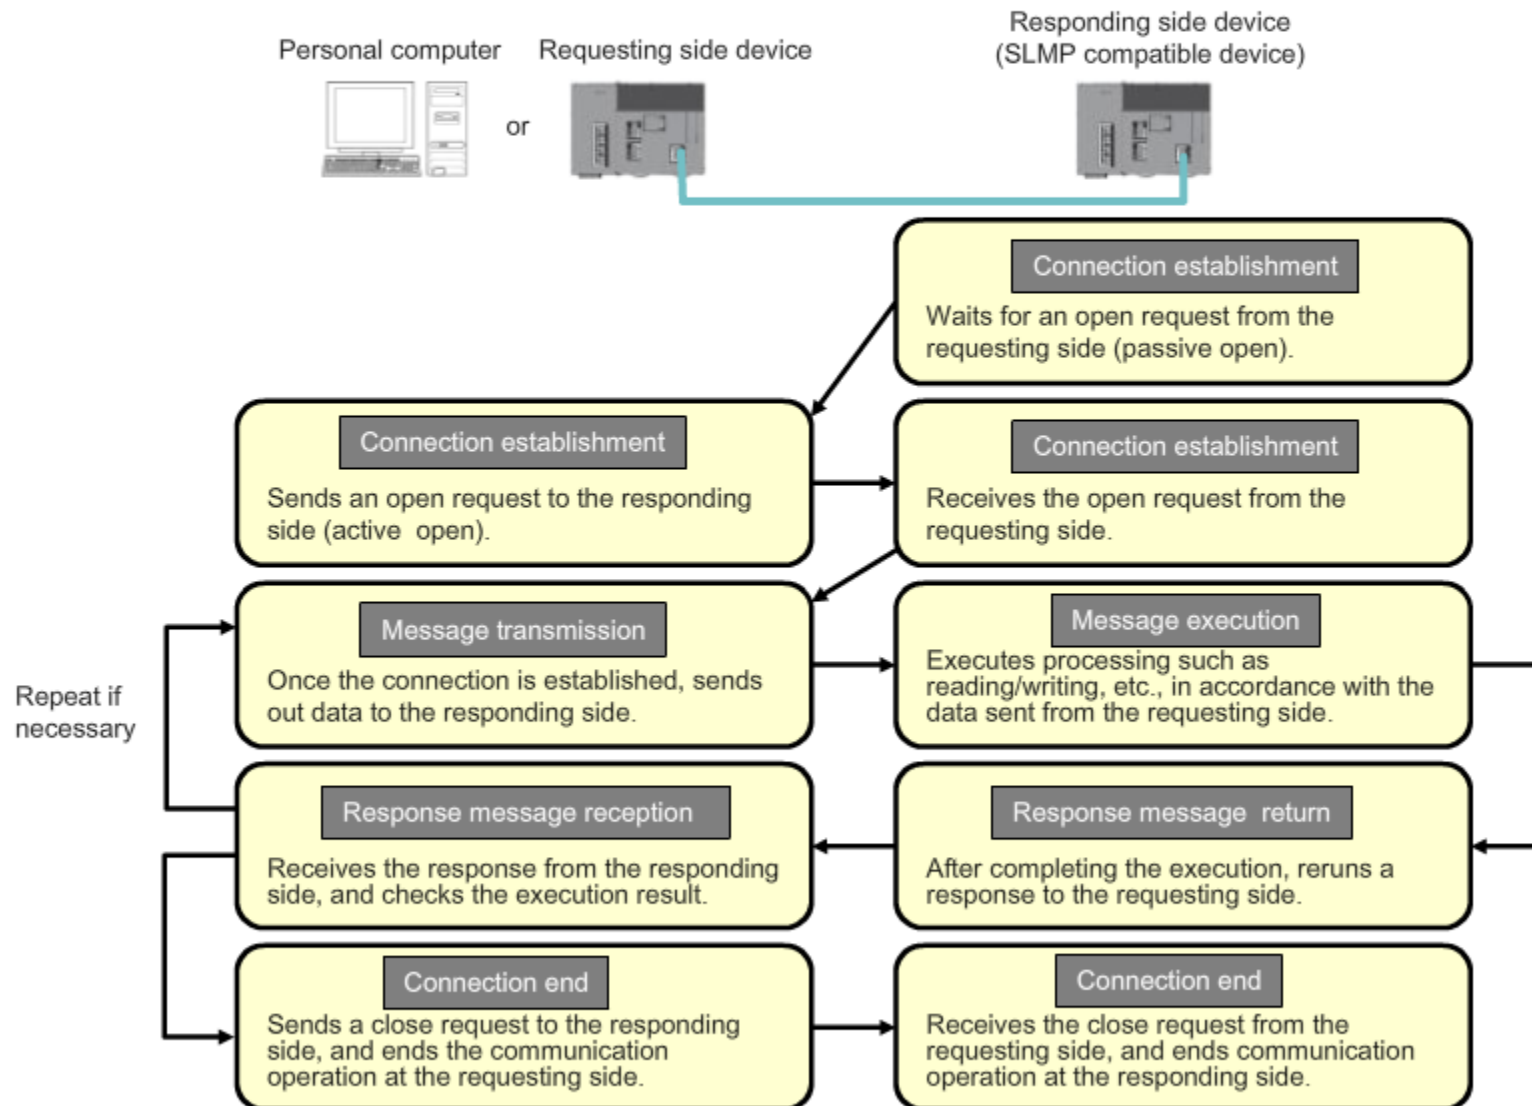 Personal computer
or
Requesting side device
Responding side device
(SLMP compatible device)
Connection establishment
Waits for an open request from the
requesting side (passive open).
Connection establishment
Sends an open request to the responding
side (active open).
Connection establishment
Receives the open request from the
requesting side.
Repeat if
necessary
Message transmission
Once the connection is established, sends
out data to the responding side.
Message execution
Executes processing such as
reading/writing, etc., in accordance with the
data sent from the requesting side.
Response message reception
Receives the response from the responding
side, and checks the execution result.
Response message return
After completing the execution, reruns a
response to the requesting side.
Connection end
Sends a close request to the responding
side, and ends the communication
operation at the requesting side.
Connection end
Receives the close request from the
requesting side, and ends communication
operation at the responding side.